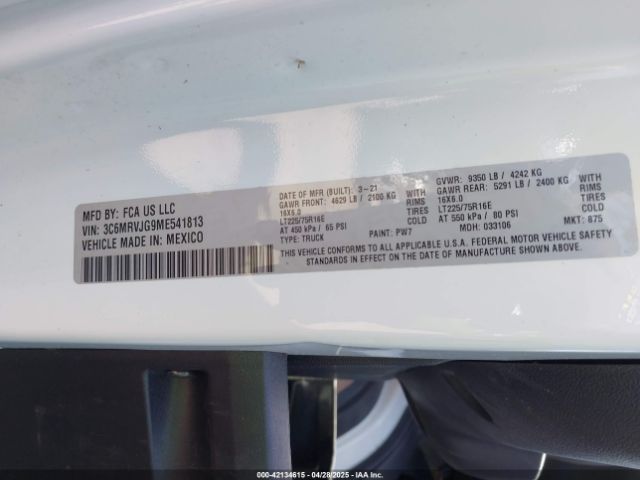 MFD BY: FCA US LLC
VIN: 3C6MRVJG9ME541813
VEHICLE MADE IN: MEXICO
DATE OF MFR (BUILT): 3-21
GAWR FRONT: 4629 LB / 2100 KG WITH
16X6.0 TIRES
LT225/75R16E RIMS
AT 450 kPa / 65 PSI COLD
TYPE: TRUCK PAINT: PW7
GVWR: 9350 LB / 4242 KG
GAWR REAR: 5291 LB / 2400 KG WITH
16X6.0 TIRES
LT225/75R16E RIMS
AT 550 kPa / 80 PSI COLD
MDH: 033106 MKT: 875
THIS VEHICLE CONFORMS TO ALL APPLICABLE U.S.A. FEDERAL MOTOR VEHICLE SAFETY
AND THEFT PREVENTION STANDARDS IN EFFECT ON THE DATE OF MANUFACTURE SHOWN ABOVE.
000-42134615 - 04/28/2025 - IAA, Inc.